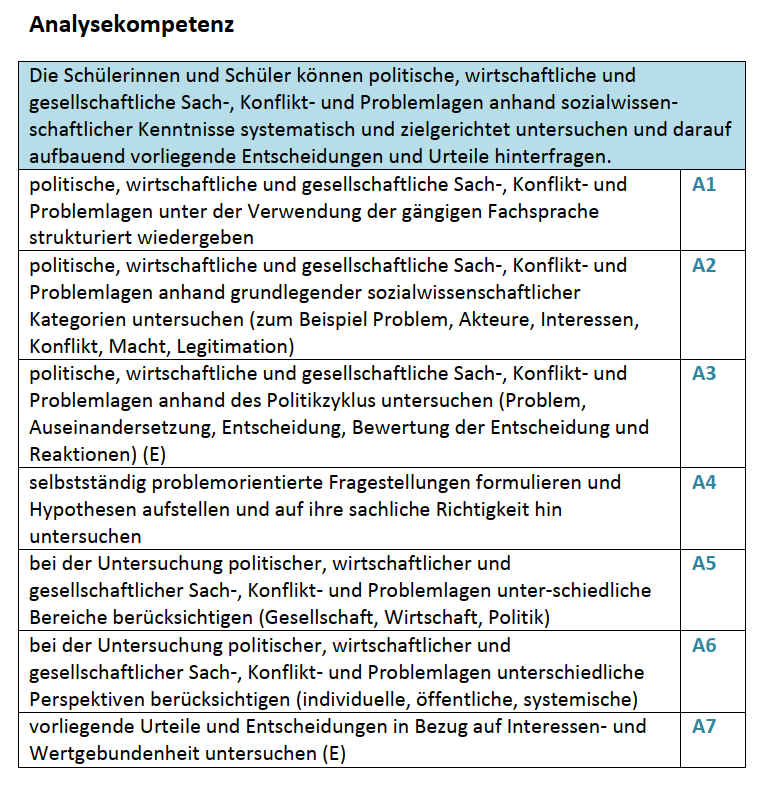 Analysekompetenz
Die Schülerinnen und Schüler können politische, wirtschaftliche und
gesellschaftliche Sach-, Konflikt- und Problemlagen anhand sozialwissen-
schaftlicher Kenntnisse systematisch und zielgerichtet untersuchen und darauf
aufbauend vorliegende Entscheidungen und Urteile hinterfragen.
politische, wirtschaftliche und gesellschaftliche Sach-, Konflikt- und A1
Problemlagen unter der Verwendung der gängigen Fachsprache
strukturiert wiedergeben
politische, wirtschaftliche und gesellschaftliche Sach-, Konflikt- und A2
Problemlagen anhand grundlegender sozialwissenschaftlicher
Kategorien untersuchen (zum Beispiel Problem, Akteure, Interessen,
Konflikt, Macht, Legitimation)
politische, wirtschaftliche und gesellschaftliche Sach-, Konflikt- und A3
Problemlagen anhand des Politikzyklus untersuchen (Problem,
Auseinandersetzung, Entscheidung, Bewertung der Entscheidung und
Reaktionen) (E)
selbstständig problemorientierte Fragestellungen formulieren und A4
Hypothesen aufstellen und auf ihre sachliche Richtigkeit hin
untersuchen
bei der Untersuchung politischer, wirtschaftlicher und A5
gesellschaftlicher Sach-, Konflikt- und Problemlagen unter-schiedliche
Bereiche berücksichtigen (Gesellschaft, Wirtschaft, Politik)
bei der Untersuchung politischer, wirtschaftlicher und A6
gesellschaftlicher Sach-, Konflikt- und Problemlagen unterschiedliche
Perspektiven berücksichtigen (individuelle, öffentliche, systemische)
vorliegende Urteile und Entscheidungen in Bezug auf Interessen- und A7
Wertgebundenheit untersuchen (E)